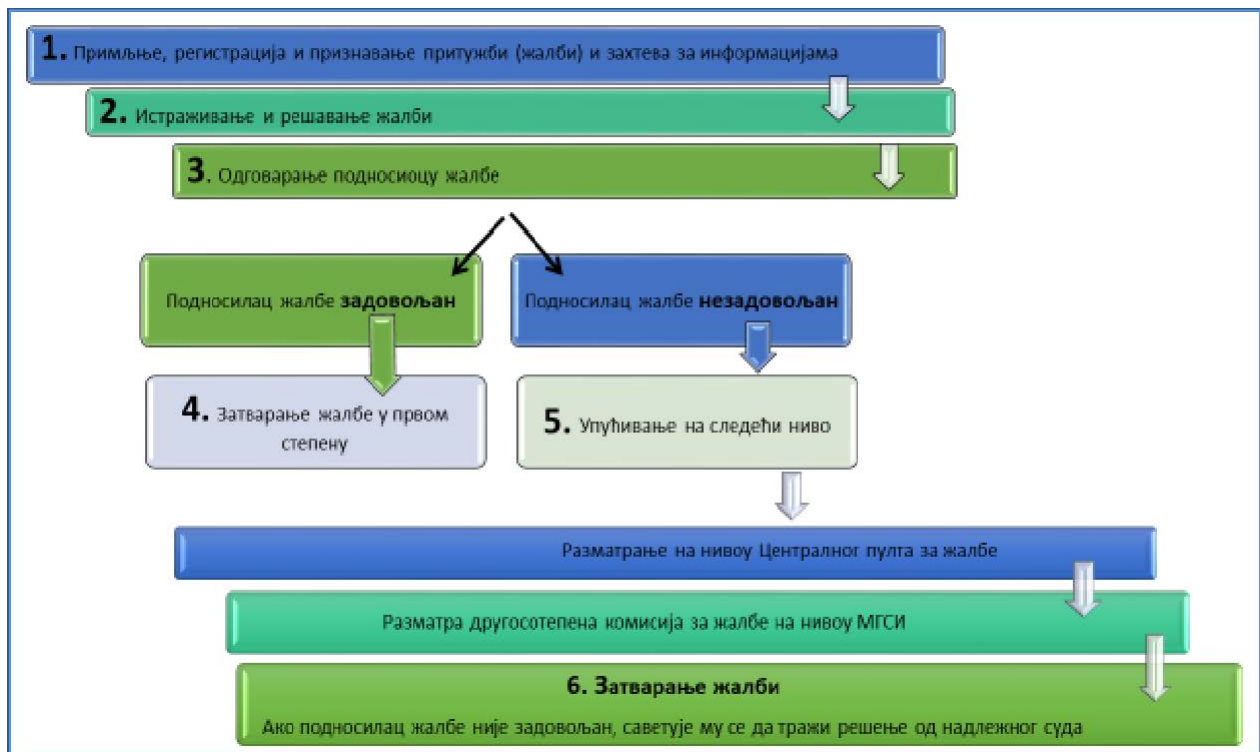 1. Примљње, регистрација и признавање притужби (жалби) и захтева за информацијама
2. Истраживање и решавање жалби
3. Одговарање подносиоцу жалбе
Подносилац жалбе задовољан
Подносилац жалбе незадовољан
4. Затварање жалбе у првом
степену
5. Упућивање на следећи ниво
Разматрање на нивоу Централног пулта за жалбе
Разматра другосотепена комисија за жалбе на нивоу МГСИ
6. Затварање жалби
Ако подносилац жалбе није задовољан, саветује му се да тражи решење од надлежног суда